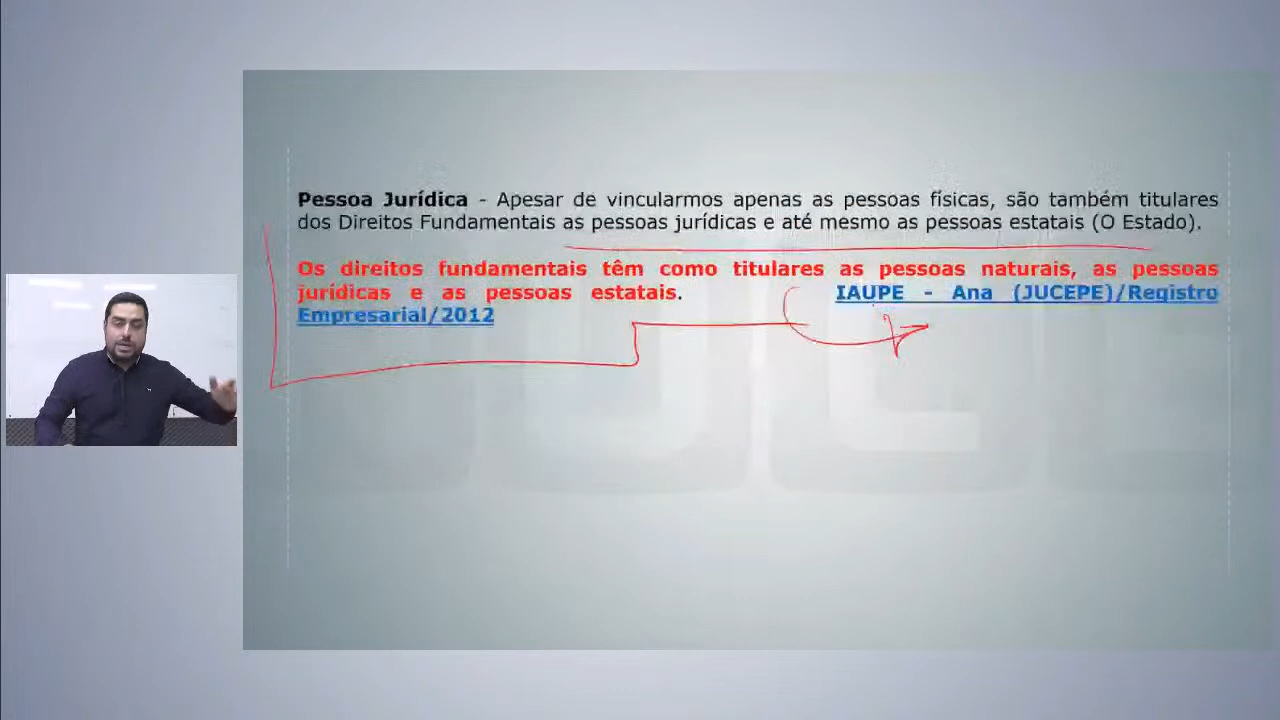 Pessoa Jurídica - Apesar de vincularmos apenas as pessoas físicas, são também titulares
dos Direitos Fundamentais as pessoas jurídicas e até mesmo as pessoas estatais (O Estado).
Os direitos fundamentais têm como titulares as pessoas naturais, as pessoas
jurídicas e as pessoas estatais. IAUPE - Ana (JUCEPE)/Registro
Empresarial/2012